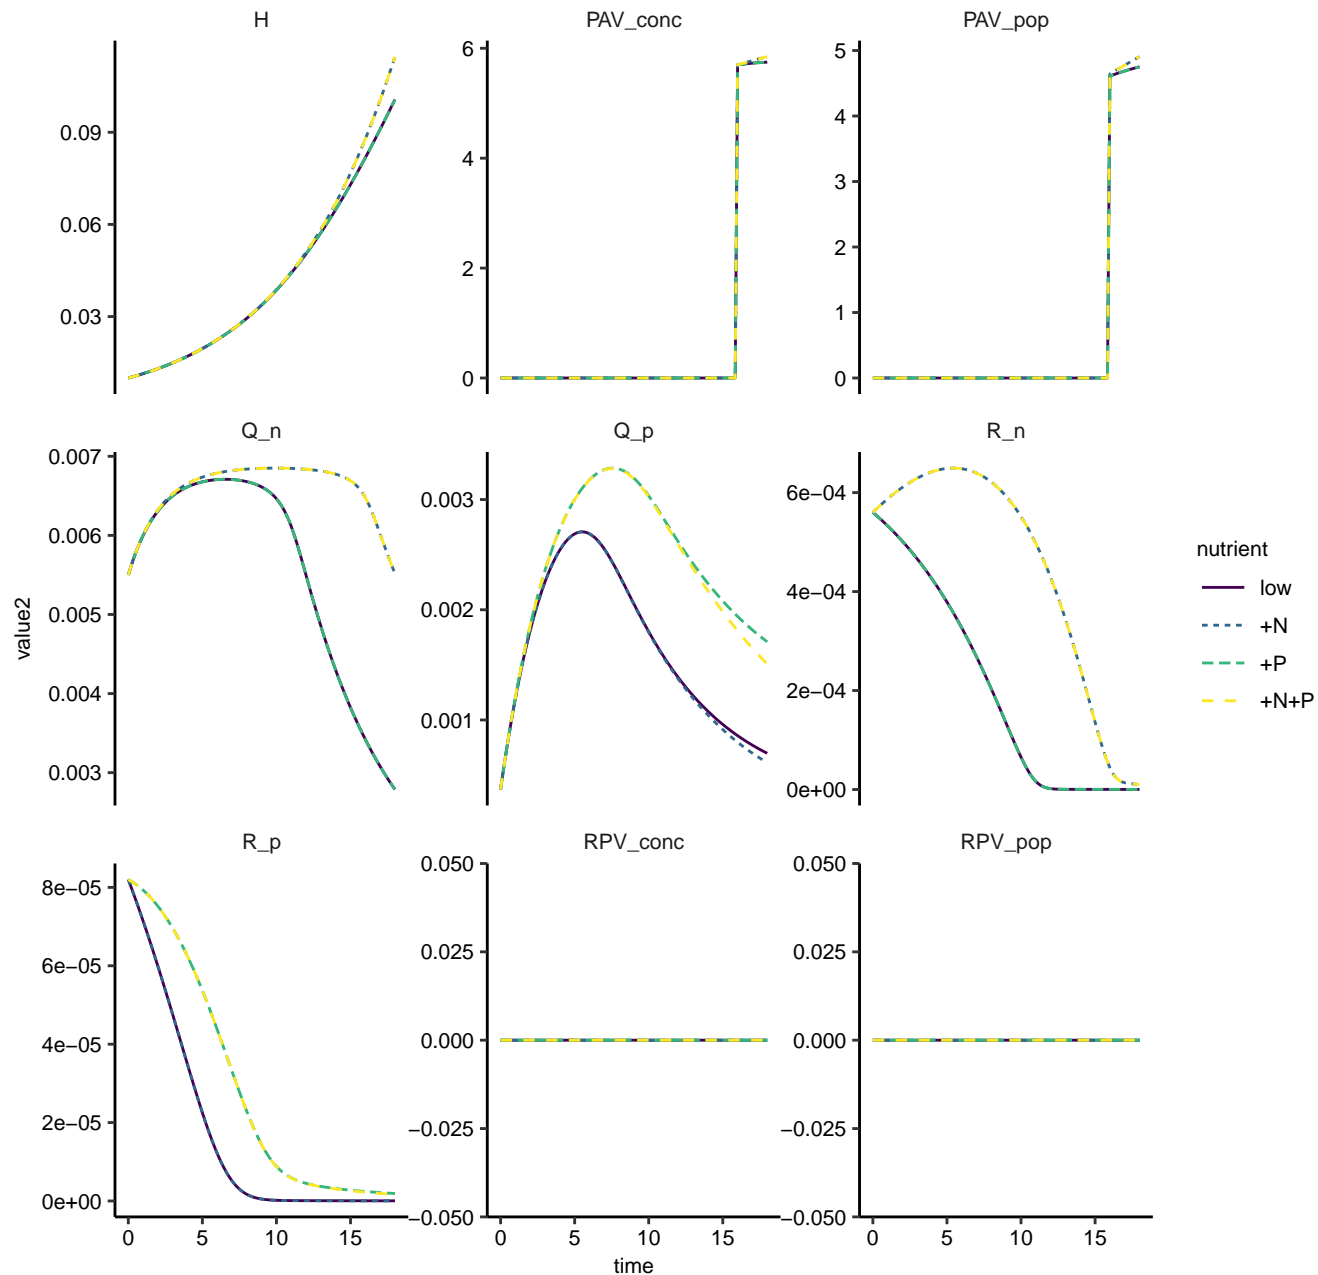 H
PAV_conc
PAV_pop
0.09
0.06
0.03
6
4
2
0
5
4
3
2
1
0
Q_n
Q_p
R_n
0.007
0.006
0.005
0.004
0.003
0.003
0.002
0.001
6e−04
4e−04
2e−04
0e+00
value2
nutrient
low
+N
+P
+N+P
R_p
RPV_conc
RPV_pop
8e−05
6e−05
4e−05
2e−05
0e+00
0.050
0.025
0.000
−0.025
−0.050
0.050
0.025
0.000
−0.025
−0.050
0 5 10 15
0 5 10 15
0 5 10 15
time